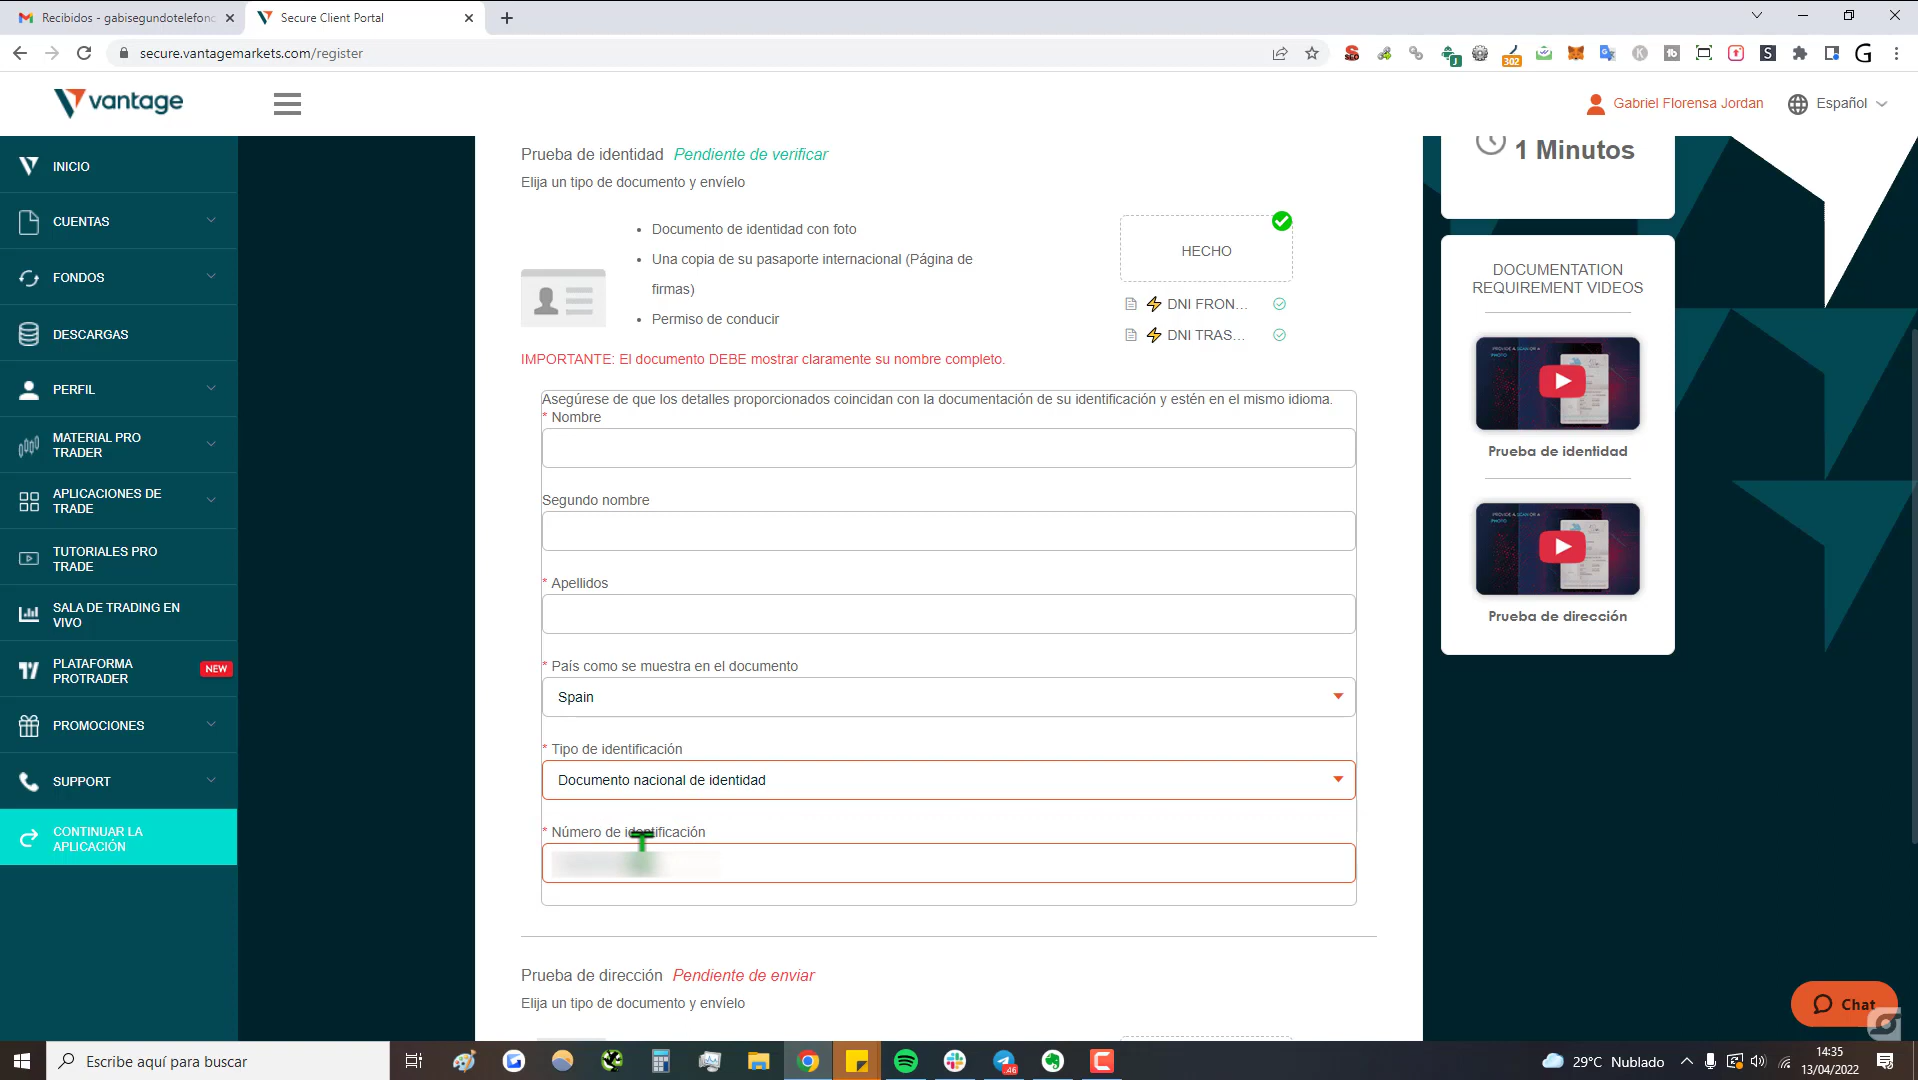 Recibidos - gabisegundotelefono
Secure Client Portal
secure.vantagemarkets.com/register
302
vantage
Gabriel Florensa Jordan
Español
INICIO
CUENTAS
FONDOS
DESCARGAS
PERFIL
MATERIAL PRO
TRADER
APLICACIONES DE
TRADE
TUTORIALES PRO
TRADE
SALA DE TRADING EN
VIVO
PLATAFORMA
PROTRADER
NEW
PROMOCIONES
SUPPORT
CONTINUAR LA
APLICACIÓN
Prueba de identidad Pendiente de verificar
Elija un tipo de documento y envíelo
Documento de identidad con foto
Una copia de su pasaporte internacional (Página de
firmas)
Permiso de conducir
HECHO
DNI FRON...
DNI TRAS...
IMPORTANTE: El documento DEBE mostrar claramente su nombre completo.
Asegúrese de que los detalles proporcionados coincidan con la documentación de su identificación y estén en el mismo idioma.
* Nombre
Segundo nombre
* Apellidos
* País como se muestra en el documento
Spain
* Tipo de identificación
Documento nacional de identidad
* Número de identificación
Prueba de dirección Pendiente de enviar
Elija un tipo de documento y envíelo
1 Minutos
DOCUMENTATION
REQUIREMENT VIDEOS
Prueba de identidad
Prueba de dirección
Chat
Escribe aquí para buscar
46
29°C Nublado
14:35
13/04/2022